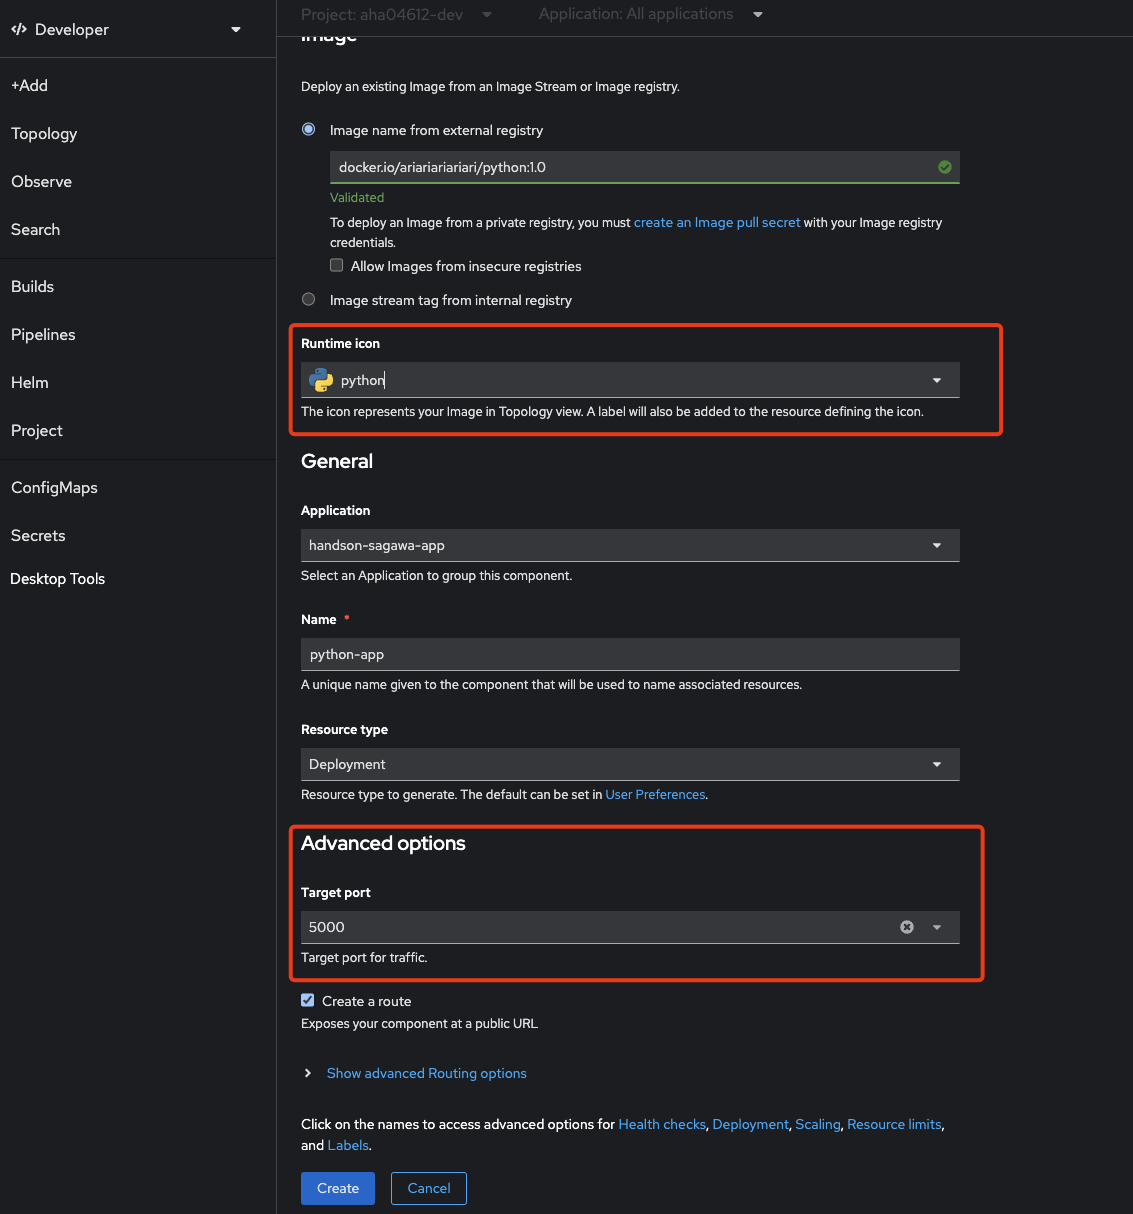 Developer
Project: aha04612-dev
Application: All applications
+Add
Topology
Observe
Search
Builds
Pipelines
Helm
Project
ConfigMaps
Secrets
Desktop Tools
Image
Deploy an existing Image from an Image Stream or Image registry.
Image name from external registry
docker.io/ariariariariari/python:1.0
Validated
To deploy an Image from a private registry, you must create an Image pull secret with your Image registry
credentials.
Allow Images from insecure registries
Image stream tag from internal registry
Runtime icon
python
The icon represents your Image in Topology view. A label will also be added to the resource defining the icon.
General
Application
handson-sagawa-app
Select an Application to group this component.
Name *
python-app
A unique name given to the component that will be used to name associated resources.
Resource type
Deployment
Resource type to generate. The default can be set in User Preferences.
Advanced options
Target port
5000
Target port for traffic.
Create a route
Exposes your component at a public URL
Show advanced Routing options
Click on the names to access advanced options for Health checks, Deployment, Scaling, Resource limits,
and Labels.
Create
Cancel